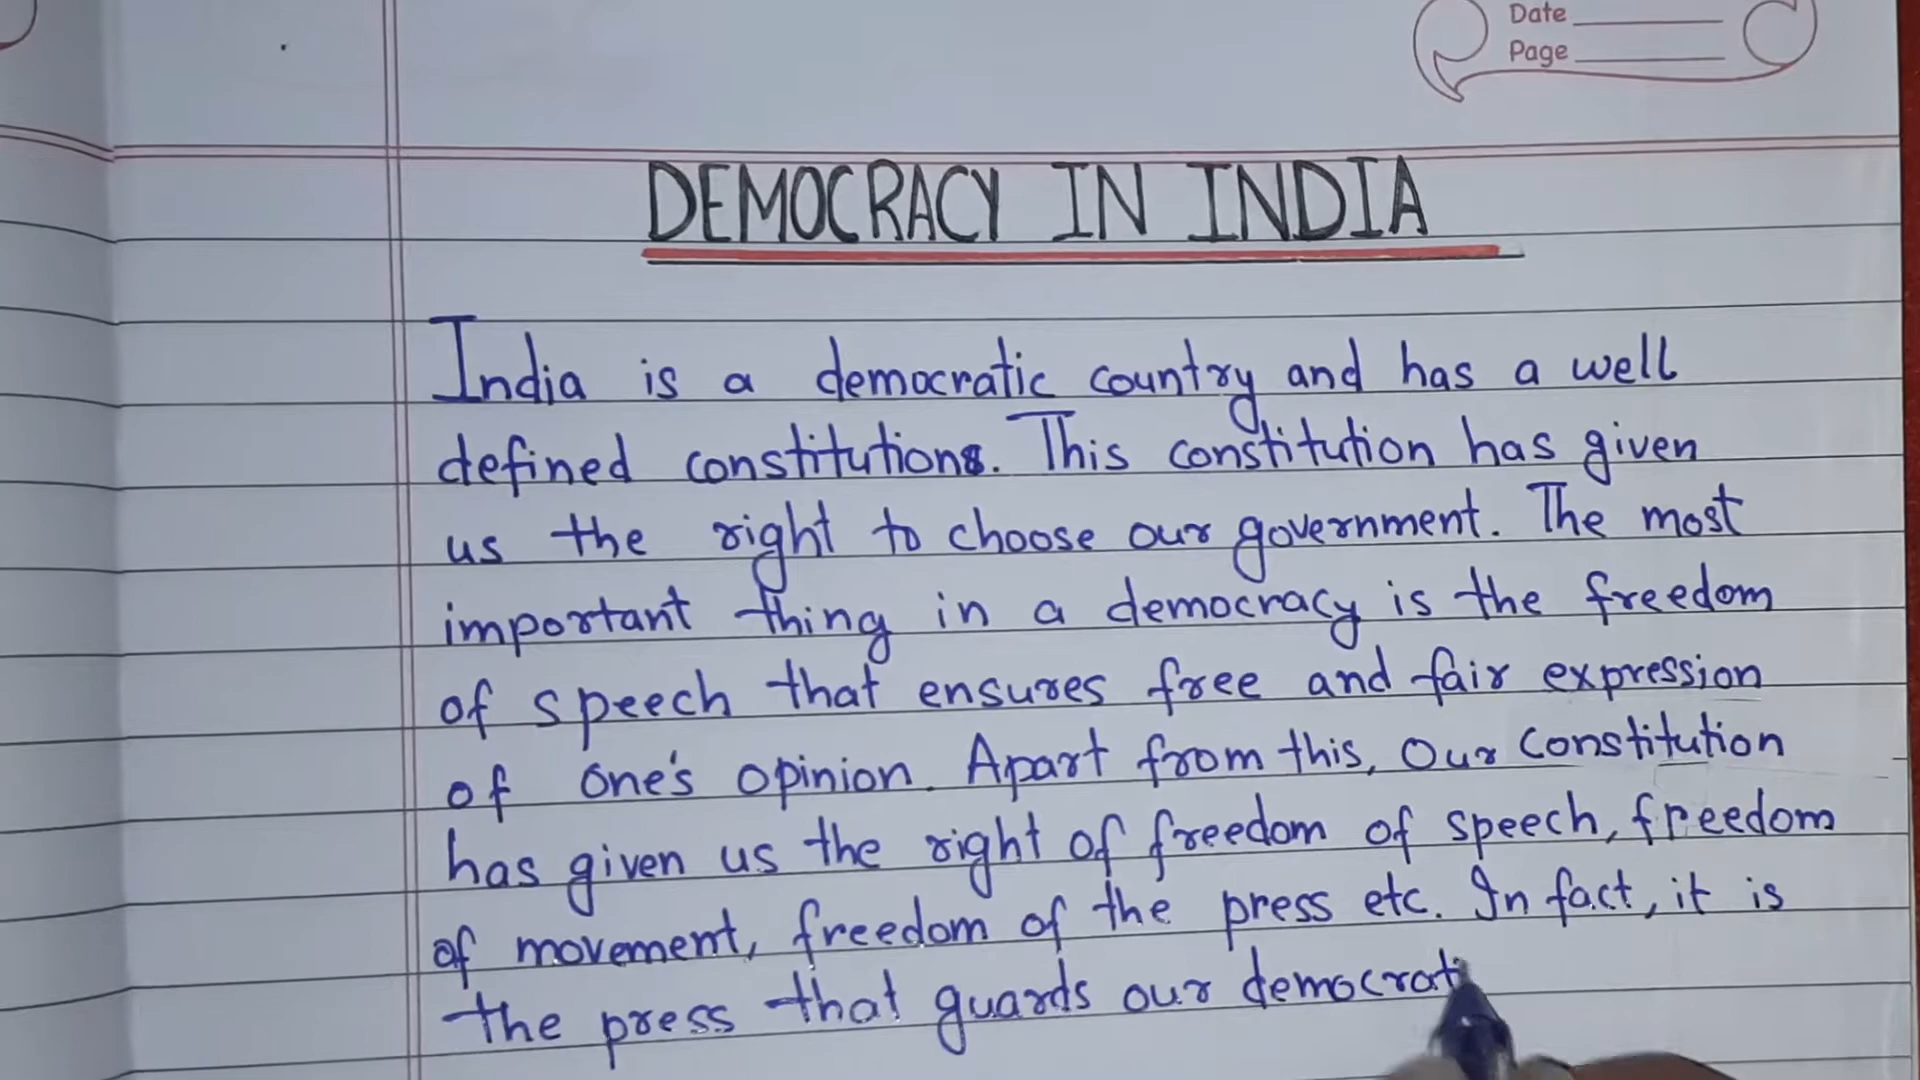 Date
Page
DEMOCRACY IN INDIA
India is a democratic country and has a well
defined constitutions. This constitution has given
us the right to choose our government. The most
important thing in a democracy is the freedom
of speech that ensures free and fair expression
of one's opinion. Apart from this, Our Constitution
has given us the right of freedom of speech, freedom
of movement, freedom of the press etc. In fact, it is
the press that guards our democrati